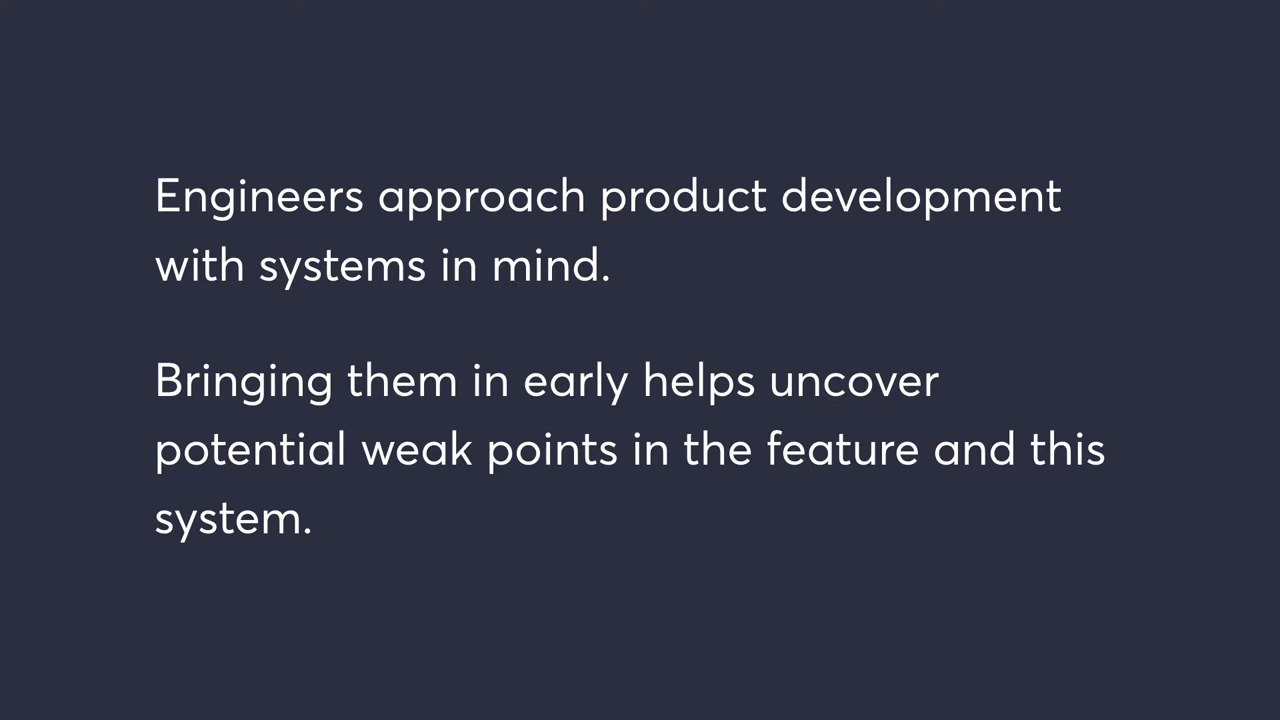 Engineers approach product development
with systems in mind.
Bringing them in early helps uncover
potential weak points in the feature and this
system.